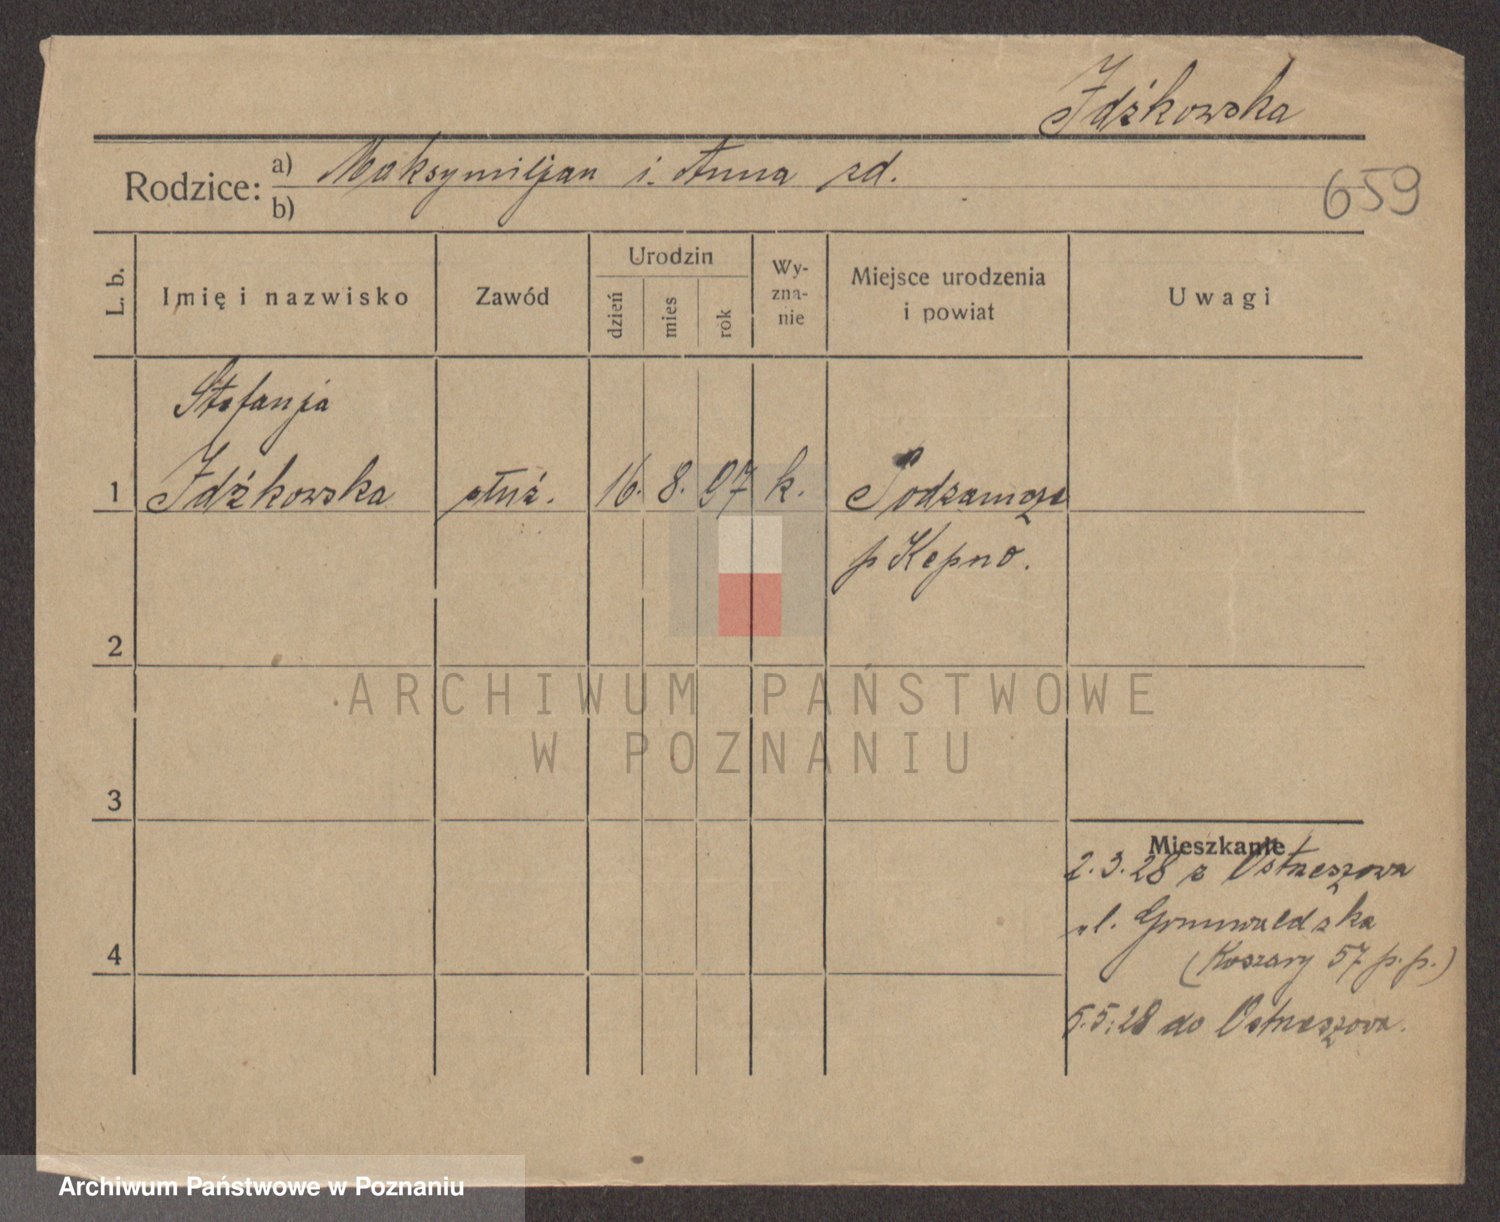 Idźkowska
Rodzice: a) Maksymiljan i Anna zd.
b)
659
L. b.
Imię i nazwisko
Zawód
Urodzin
dzień
mies
rok
Wy-
zna-
nie
Miejsce urodzenia
i powiat
Uwagi
Stefanja
1 Idźkowska służ. 16. 8. 97 k. Podzamcze
p Kepno.
2
3
4
Mieszkanie
2.3.28 z Ostrzeszowa
ul. Grunwaldzka
(Koszary 57 p. p.)
5.28 do Ostrzeszowa.
ARCHIWUM PAŃSTWOWE
W POZNANIU
Archiwum Państwowe w Poznaniu